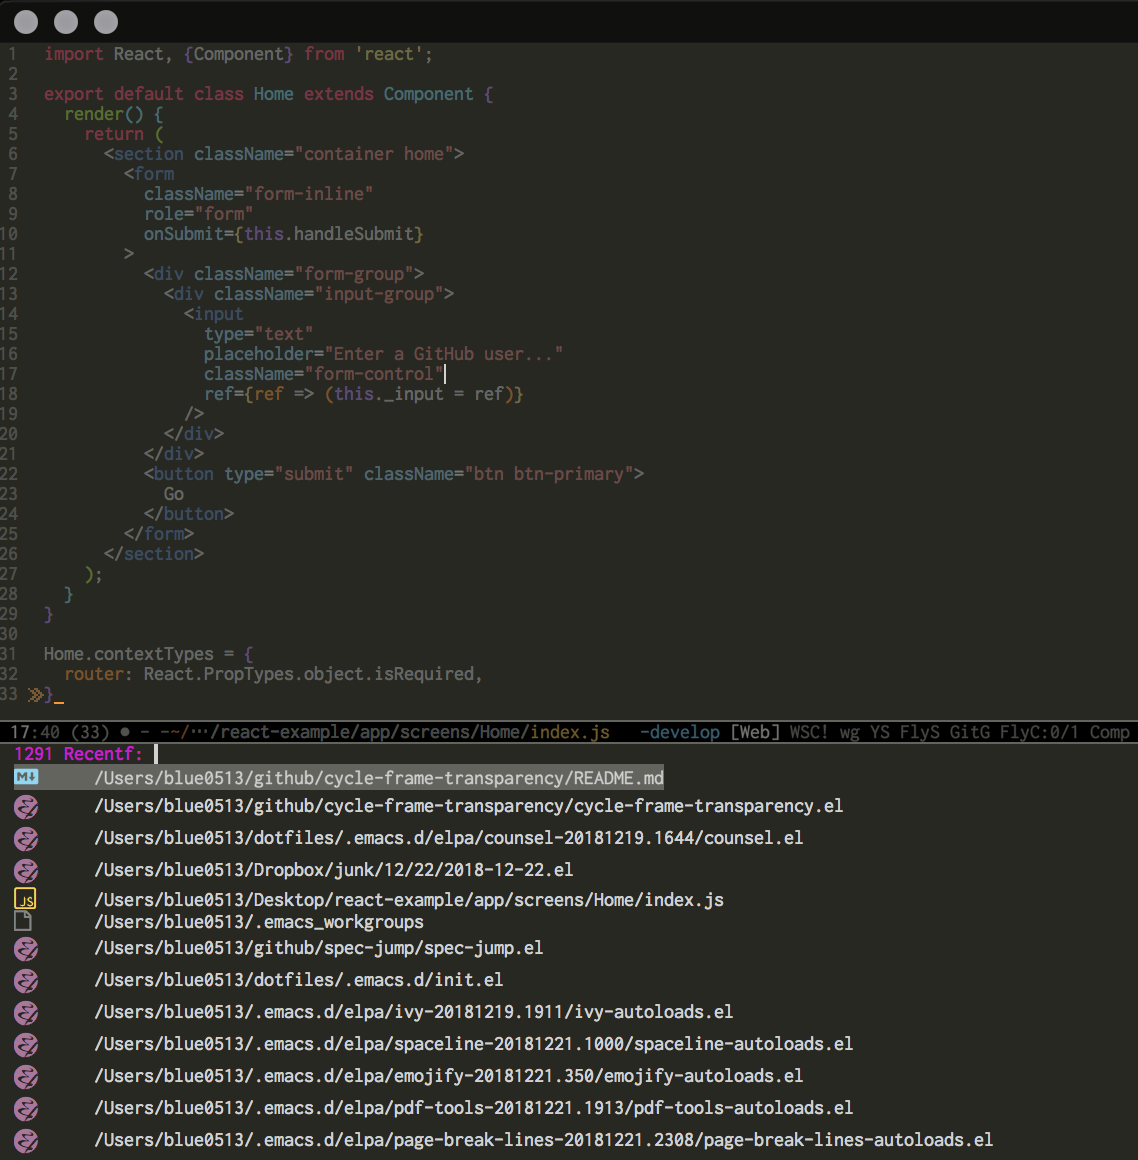 1 import React, {Component} from 'react';
2
3 export default class Home extends Component {
4 render() {
5 return (
6 <section className="container home">
7 <form
8 className="form-inline"
9 role="form"
10 onSubmit={this.handleSubmit}
11 >
12 <div className="form-group">
13 <div className="input-group">
14 <input
15 type="text"
16 placeholder="Enter a GitHub user..."
17 className="form-control"
18 ref={ref => (this._input = ref)}
19 />
20 </div>
21 </div>
22 <button type="submit" className="btn btn-primary">
23 Go
24 </button>
25 </form>
26 </section>
27 );
28 }
29 }
30
31 Home.contextTypes = {
32 router: React.PropTypes.object.isRequired,
33 }
17:40 (33) ● - --~/⋯/react-example/app/screens/Home/index.js -develop [Web] WSC! wg YS FlyS GitG FlyC:0/1 Comp
1291 Recentf:
M↓ /Users/blue0513/github/cycle-frame-transparency/README.md
/Users/blue0513/github/cycle-frame-transparency/cycle-frame-transparency.el
/Users/blue0513/dotfiles/.emacs.d/elpa/counsel-20181219.1644/counsel.el
/Users/blue0513/Dropbox/junk/12/22/2018-12-22.el
JS /Users/blue0513/Desktop/react-example/app/screens/Home/index.js
/Users/blue0513/.emacs_workgroups
/Users/blue0513/github/spec-jump/spec-jump.el
/Users/blue0513/dotfiles/.emacs.d/init.el
/Users/blue0513/.emacs.d/elpa/ivy-20181219.1911/ivy-autoloads.el
/Users/blue0513/.emacs.d/elpa/spaceline-20181221.1000/spaceline-autoloads.el
/Users/blue0513/.emacs.d/elpa/emojify-20181221.350/emojify-autoloads.el
/Users/blue0513/.emacs.d/elpa/pdf-tools-20181221.1913/pdf-tools-autoloads.el
/Users/blue0513/.emacs.d/elpa/page-break-lines-20181221.2308/page-break-lines-autoloads.el